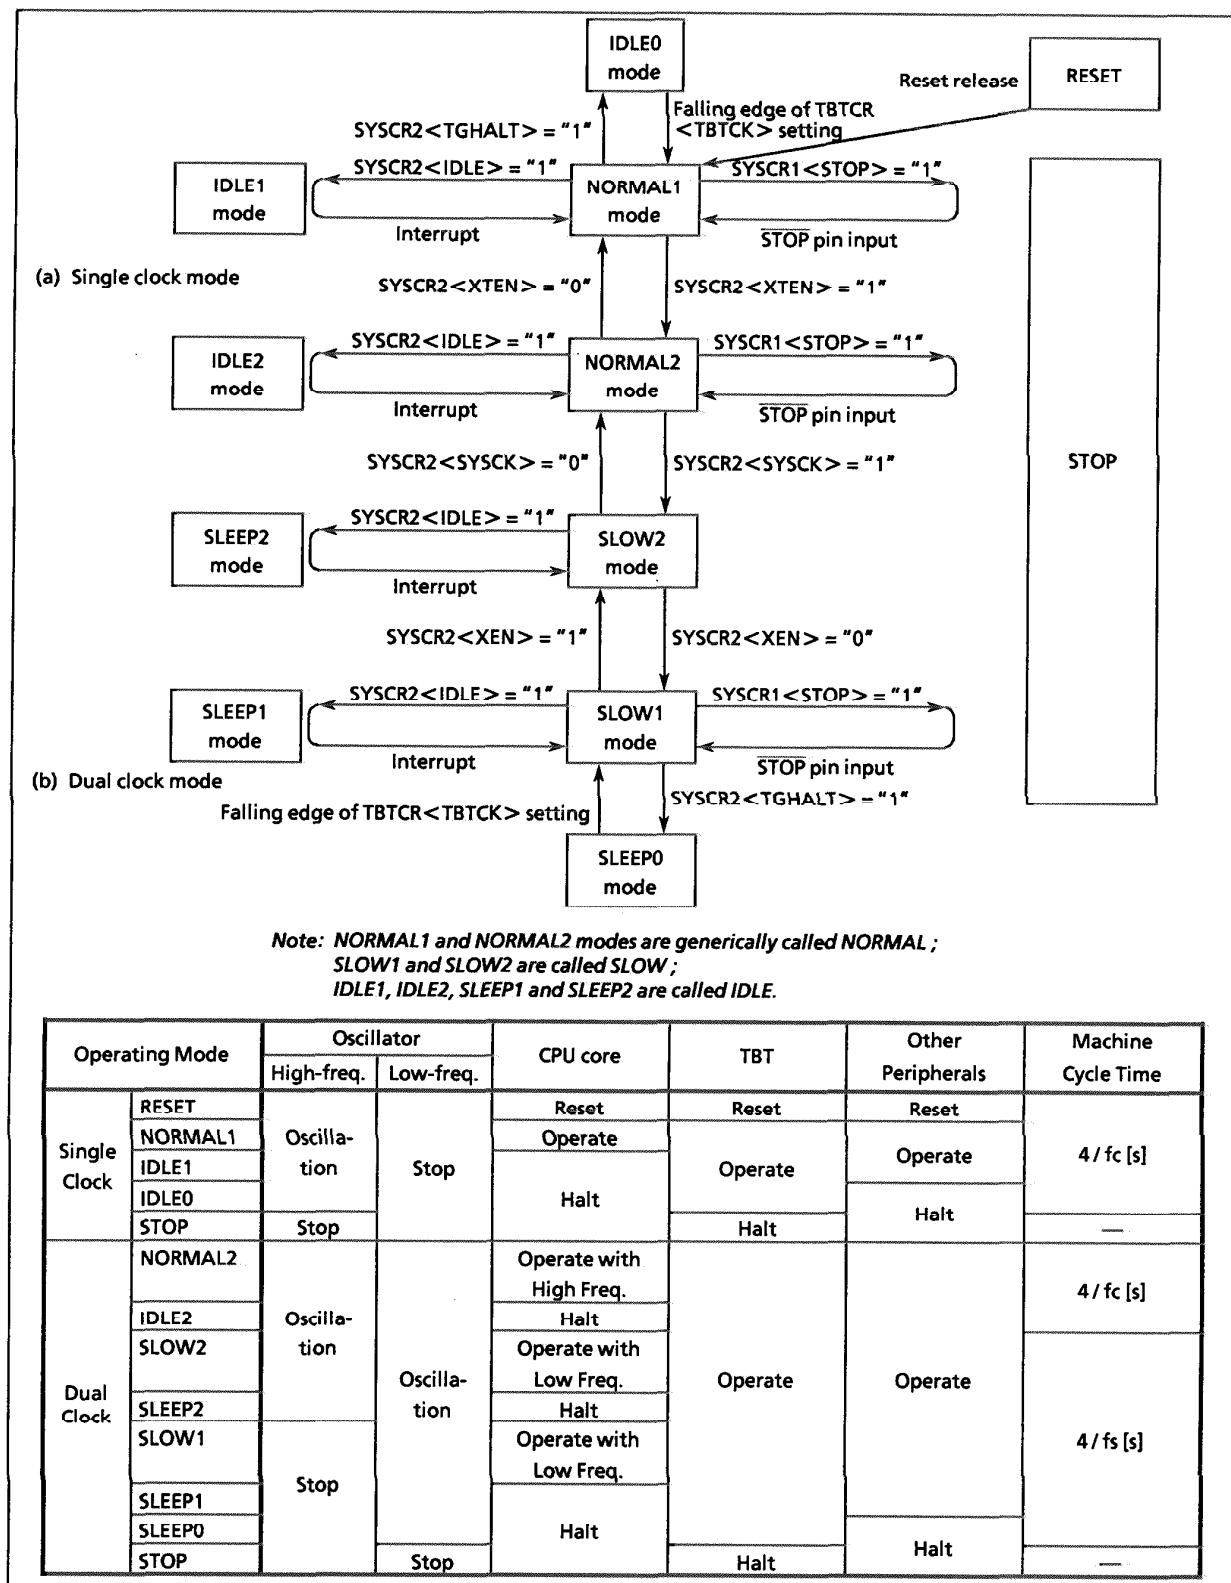 IDLE0
mode
RESET
Reset release
Falling edge of TBTCR
<TBTCK> setting
SYSCR2<TGHALT> = "1"
SYSCR2<IDLE> = "1"
SYSCR1<STOP> = "1"
IDLE1
mode
NORMAL1
mode
Interrupt
STOP pin input
(a) Single clock mode
SYSCR2<XTEN> = "0"
SYSCR2<XTEN> = "1"
SYSCR2<IDLE> = "1"
SYSCR1<STOP> = "1"
IDLE2
mode
NORMAL2
mode
Interrupt
STOP pin input
SYSCR2<SYSCK> = "0"
SYSCR2<SYSCK> = "1"
STOP
SYSCR2<IDLE> = "1"
SLEEP2
mode
SLOW2
mode
Interrupt
SYSCR2<XEN> = "1"
SYSCR2<XEN> = "0"
SYSCR2<IDLE> = "1"
SYSCR1<STOP> = "1"
SLEEP1
mode
SLOW1
mode
Interrupt
STOP pin input
(b) Dual clock mode
SYSCR2<TGHALT> = "1"
Falling edge of TBTCR<TBTCK> setting
SLEEP0
mode
Note: NORMAL1 and NORMAL2 modes are generically called NORMAL ;
SLOW1 and SLOW2 are called SLOW ;
IDLE1, IDLE2, SLEEP1 and SLEEP2 are called IDLE.
Operating Mode
Oscillator
High-freq.
Low-freq.
CPU core
TBT
Other
Peripherals
Machine
Cycle Time
Single
Clock
RESET
NORMAL1
IDLE1
IDLE0
STOP
Oscilla-
tion
Stop
Stop
Reset
Operate
Halt
Reset
Operate
Halt
Reset
Operate
Halt
4 / fc [s]
—
Dual
Clock
NORMAL2
IDLE2
SLOW2
SLEEP2
SLOW1
SLEEP1
SLEEP0
STOP
Oscilla-
tion
Stop
Oscilla-
tion
Stop
Operate with
High Freq.
Halt
Operate with
Low Freq.
Halt
Operate with
Low Freq.
Halt
Operate
Halt
Operate
Halt
4 / fc [s]
4 / fs [s]
—